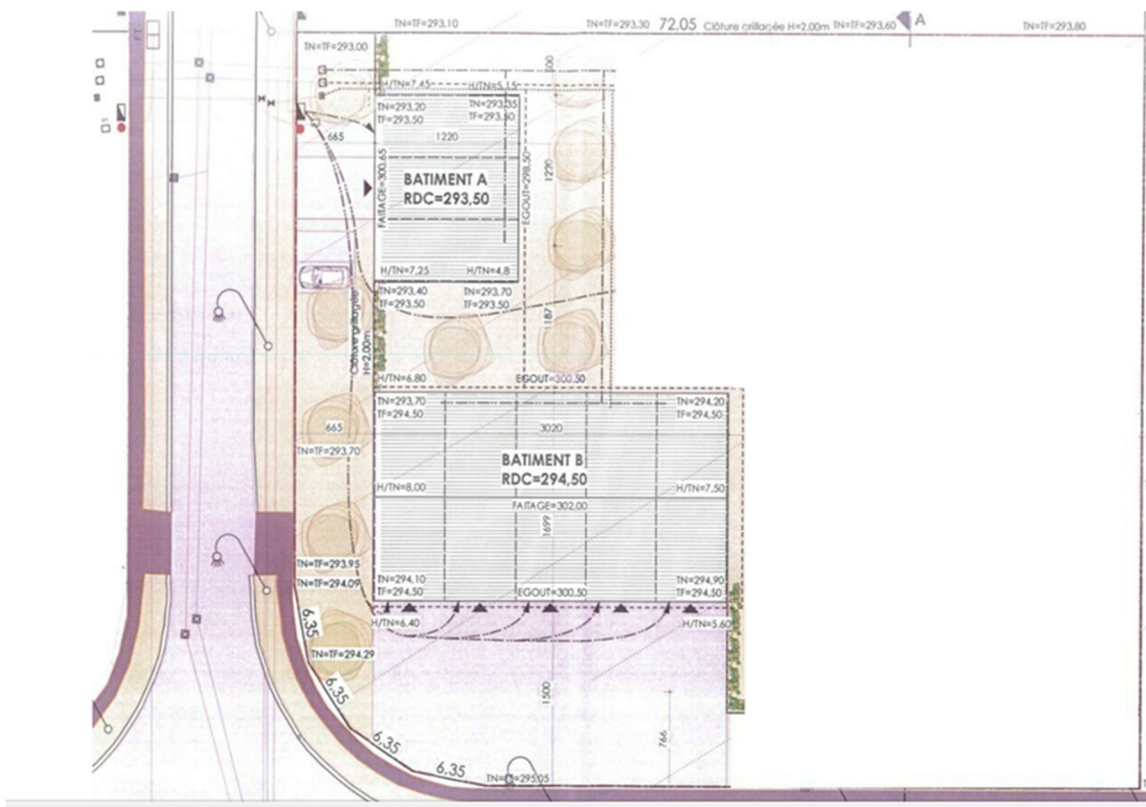 TN=TF=293,10
TN=TF=293,30
72,05
Clôture grillagée H=2,00m
TN=TF=293,60
A
TN=TF=293,80
TN=TF=293,00
600
H/TN=7,45
H/TN=5,15
TN=293,20
TF=293,50
TN=293,35
TF=293,50
665
1220
FAITAGE=300,65
BATIMENT A
RDC=293,50
EGOUT=298,50
1220
H/TN=7,25
H/TN=4,8
TN=293,40
TF=293,50
TN=293,70
TF=293,50
Clôture grillagée
H=2,00m
1187
H/TN=6,80
EGOUT=300,50
TN=293,70
TF=294,50
TN=294,20
TF=294,50
665
3020
TN=TF=293,70
BATIMENT B
RDC=294,50
H/TN=8,00
H/TN=7,50
FAITAGE=302,00
1699
TN=TF=293,95
TN=TF=294,09
TN=294,10
TF=294,50
EGOUT=300,50
TN=294,90
TF=294,50
6,35
H/TN=6,40
H/TN=5,60
TN=TF=294,29
6,35
1500
766
6,35
6,35